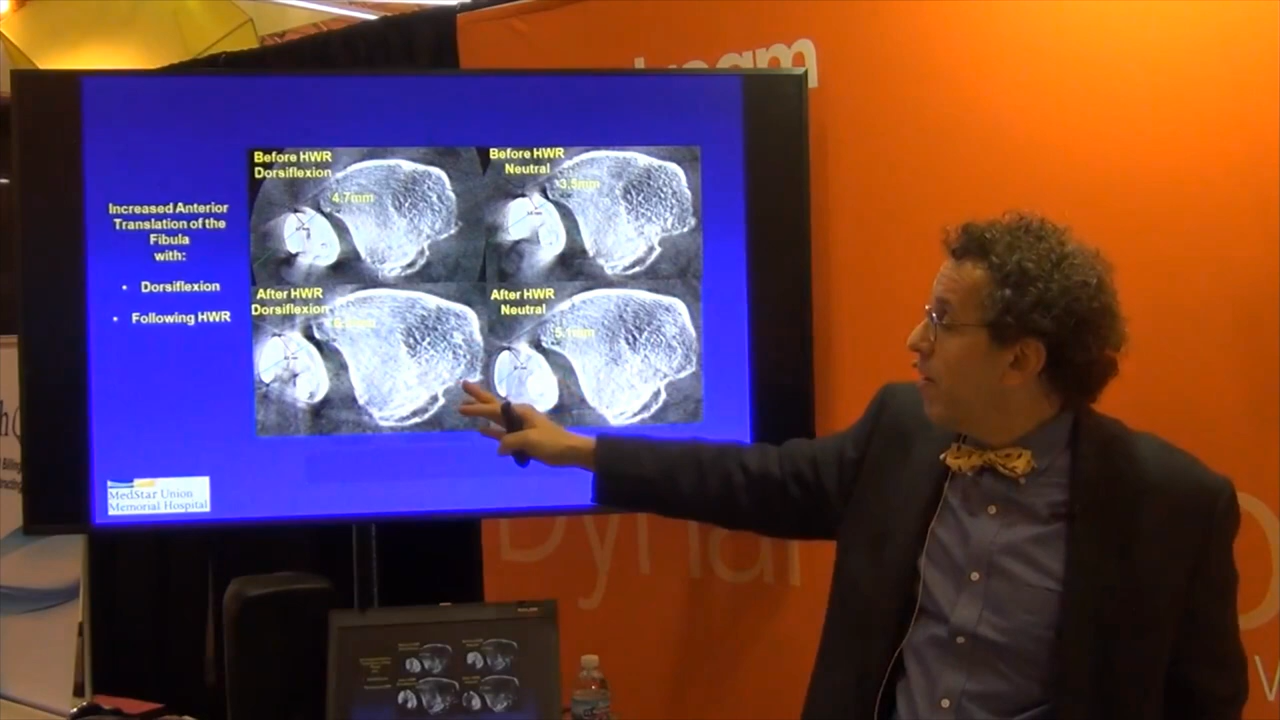 Before HWR
Dorsiflexion
4.7mm
Before HWR
Neutral
3.5mm
Increased Anterior
Translation of the
Fibula
with:
• Dorsiflexion
• Following HWR
After HWR
Dorsiflexion
After HWR
Neutral
5.1mm
MedStar Union
Memorial Hospital